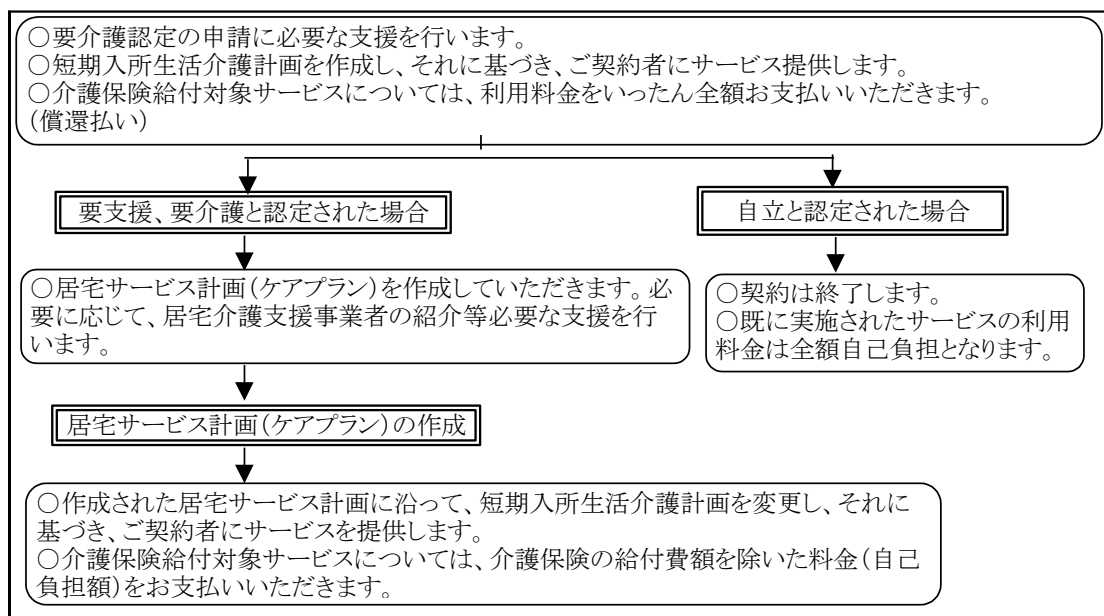 ○要介護認定の申請に必要な支援を行います。
○短期入所生活介護計画を作成し、それに基づき、ご契約者にサービス提供します。
○介護保険給付対象サービスについては、利用料金をいったん全額お支払いいただきます。
(償還払い)
要支援、要介護と認定された場合
自立と認定された場合
○居宅サービス計画(ケアプラン)を作成していただきます。必
要に応じて、居宅介護支援事業者の紹介等必要な支援を行
います。
○契約は終了します。
○既に実施されたサービスの利用
料金は全額自己負担となります。
居宅サービス計画(ケアプラン)の作成
○作成された居宅サービス計画に沿って、短期入所生活介護計画を変更し、それに
基づき、ご契約者にサービスを提供します。
○介護保険給付対象サービスについては、介護保険の給付費額を除いた料金(自己
負担額)をお支払いいただきます。